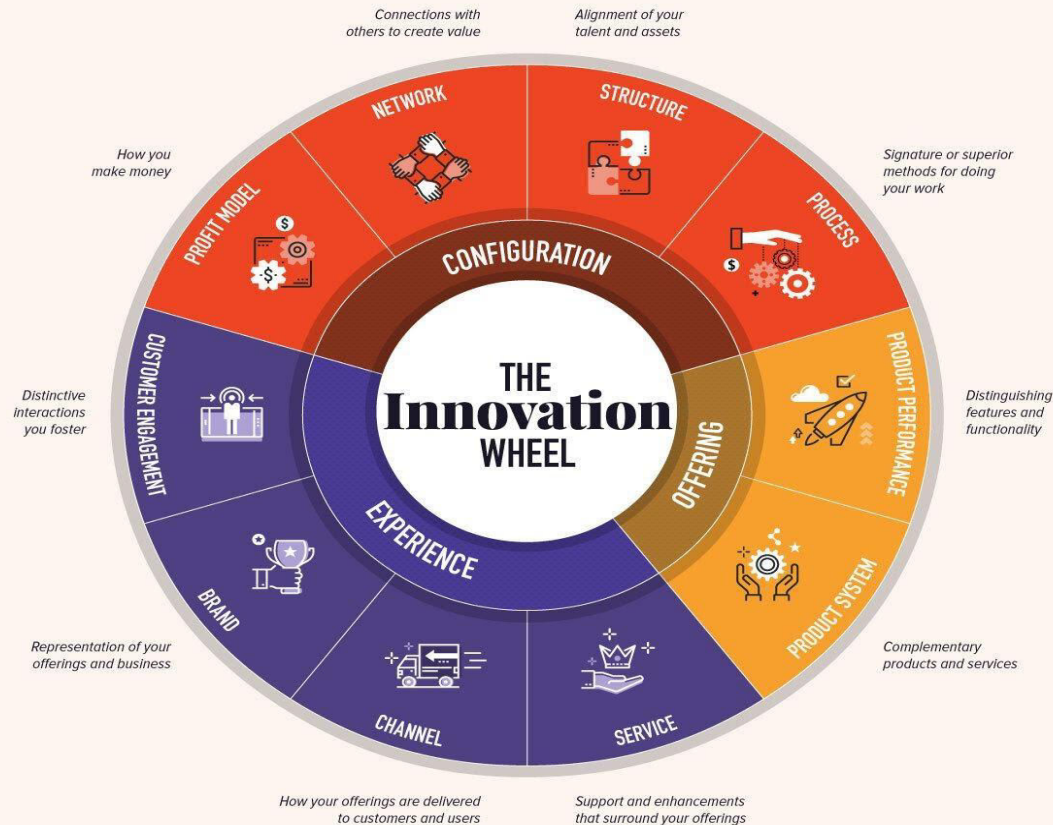 Connections with
others to create value
Alignment of your
talent and assets
How you
make money
Signature or superior
methods for doing
your work
NETWORK
STRUCTURE
PROFIT MODEL
PROCESS
$
$
$
CONFIGURATION
CUSTOMER ENGAGEMENT
PRODUCT PERFORMANCE
THE
Innovation
WHEEL
Distinctive
interactions
you foster
Distinguishing
features and
functionality
OFFERING
EXPERIENCE
BRAND
PRODUCT SYSTEM
Representation of your
offerings and business
Complementary
products and services
CHANNEL
SERVICE
How your offerings are delivered
to customers and users
Support and enhancements
that surround your offerings